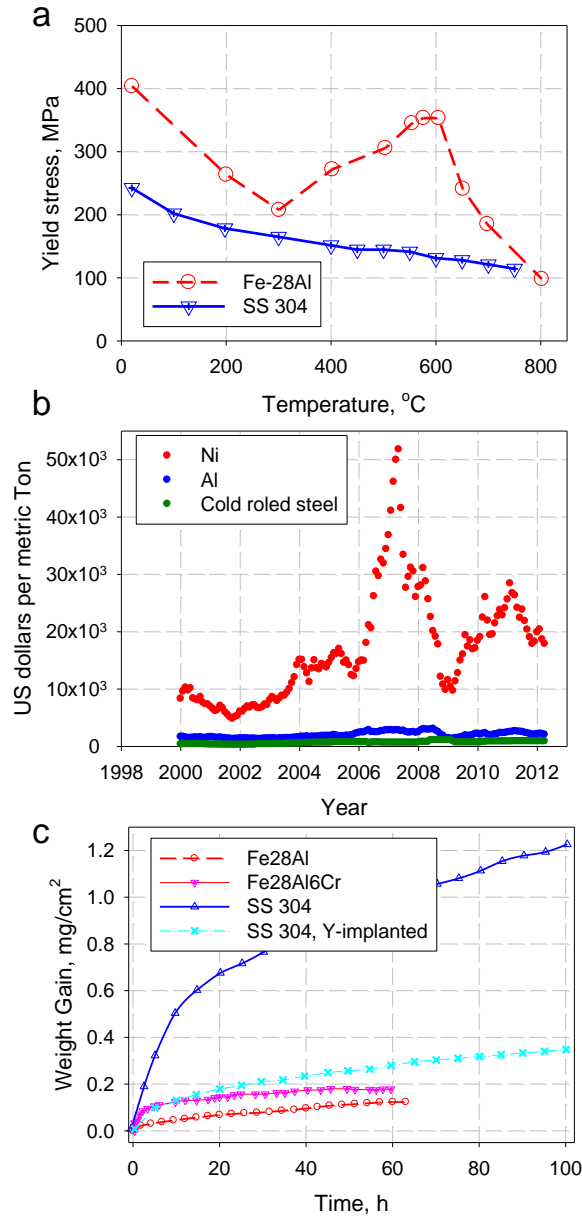 a
500
400
300
200
100
0
Yield stress, MPa
Fe-28Al
SS 304
0 200 400 600 800
Temperature, °C
b
50x10³
40x10³
30x10³
20x10³
10x10³
0
US dollars per metric Ton
Ni
Al
Cold roled steel
1998 2000 2002 2004 2006 2008 2010 2012
Year
c
1.2
1.0
0.8
0.6
0.4
0.2
0.0
Weight Gain, mg/cm²
Fe28Al
Fe28Al6Cr
SS 304
SS 304, Y-implanted
0 20 40 60 80 100
Time, h